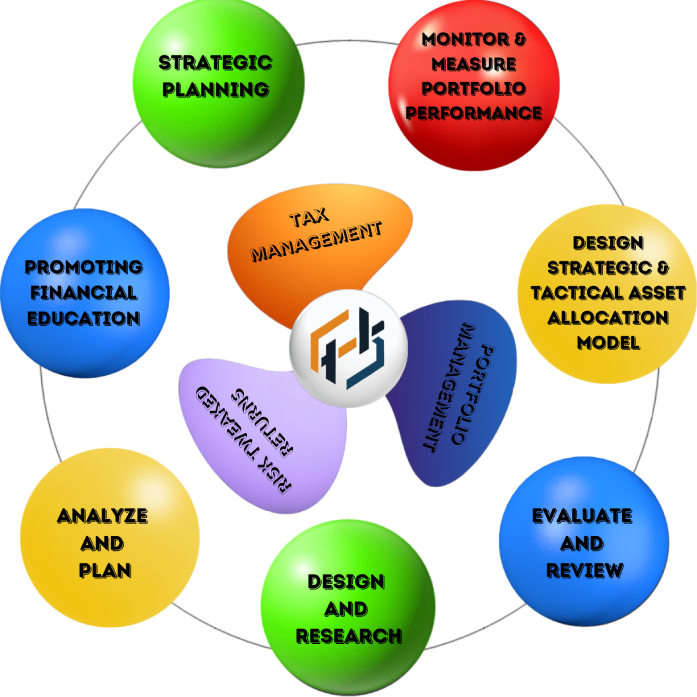 STRATEGIC
PLANNING
MONITOR &
MEASURE
PORTFOLIO
PERFORMANCE
TAX
MANAGEMENT
PROMOTING
FINANCIAL
EDUCATION
DESIGN
STRATEGIC &
TACTICAL ASSET
ALLOCATION
MODEL
PORTFOLIO
MANAGEMENT
RISK TWEAKED
RETURNS
ANALYZE
AND
PLAN
EVALUATE
AND
REVIEW
DESIGN
AND
RESEARCH